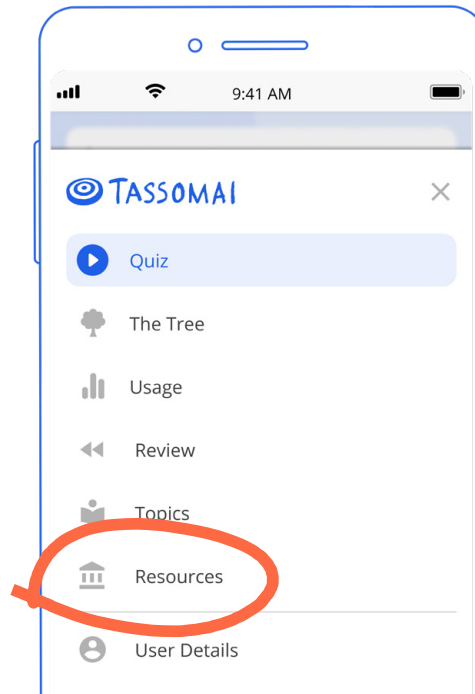 9:41 AM
TASSOMAI
Quiz
The Tree
Usage
Review
Topics
Resources
User Details